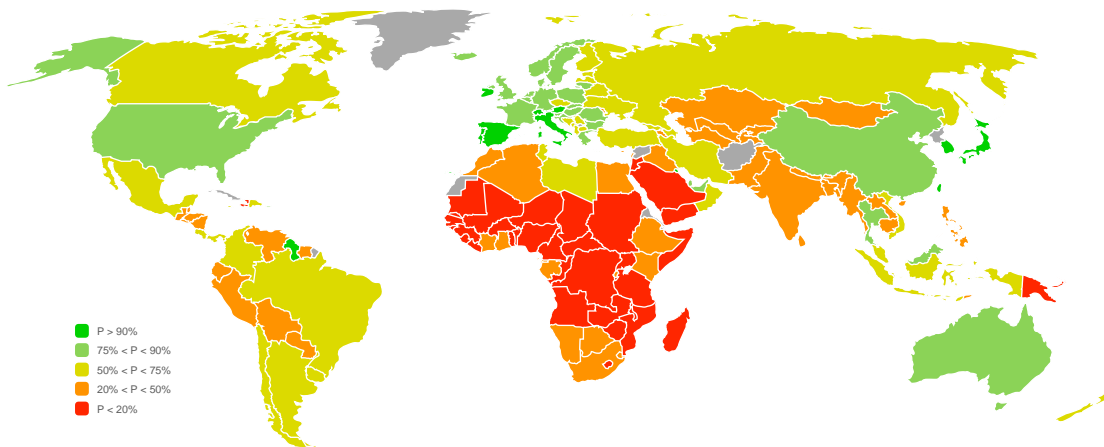 P > 90%
75% < P < 90%
50% < P < 75%
20% < P < 50%
P < 20%